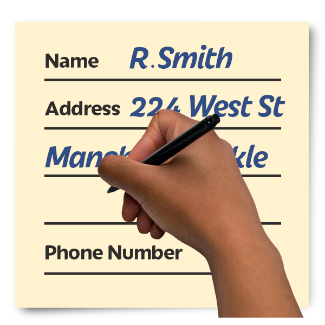 Name R.Smith
Address 224 West St
Phone Number